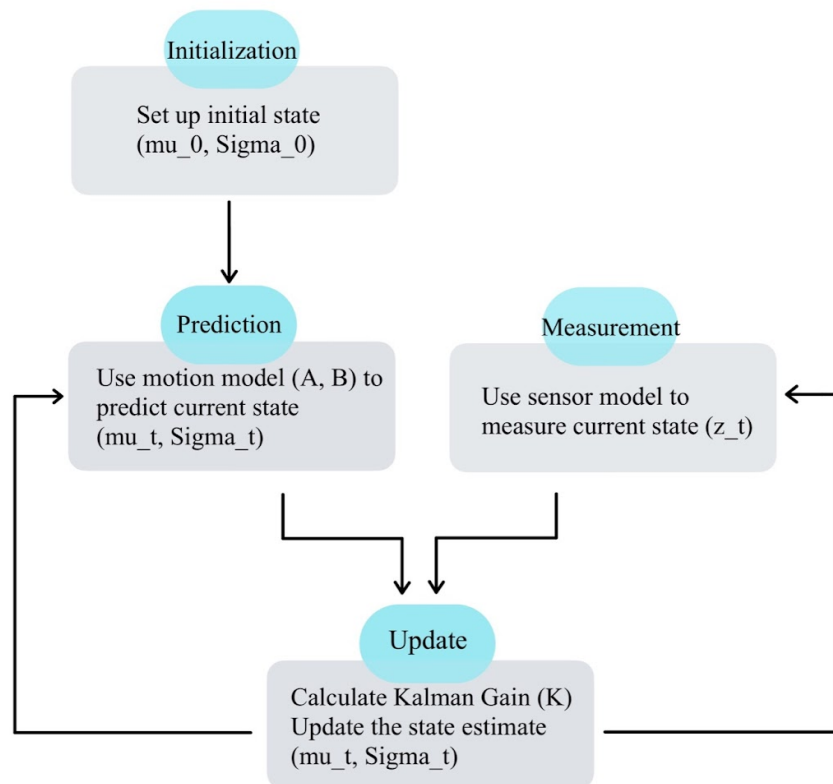 Initialization
Set up initial state
(mu_0, Sigma_0)
Prediction
Use motion model (A, B) to
predict current state
(mu_t, Sigma_t)
Measurement
Use sensor model to
measure current state (z_t)
Update
Calculate Kalman Gain (K)
Update the state estimate
(mu_t, Sigma_t)